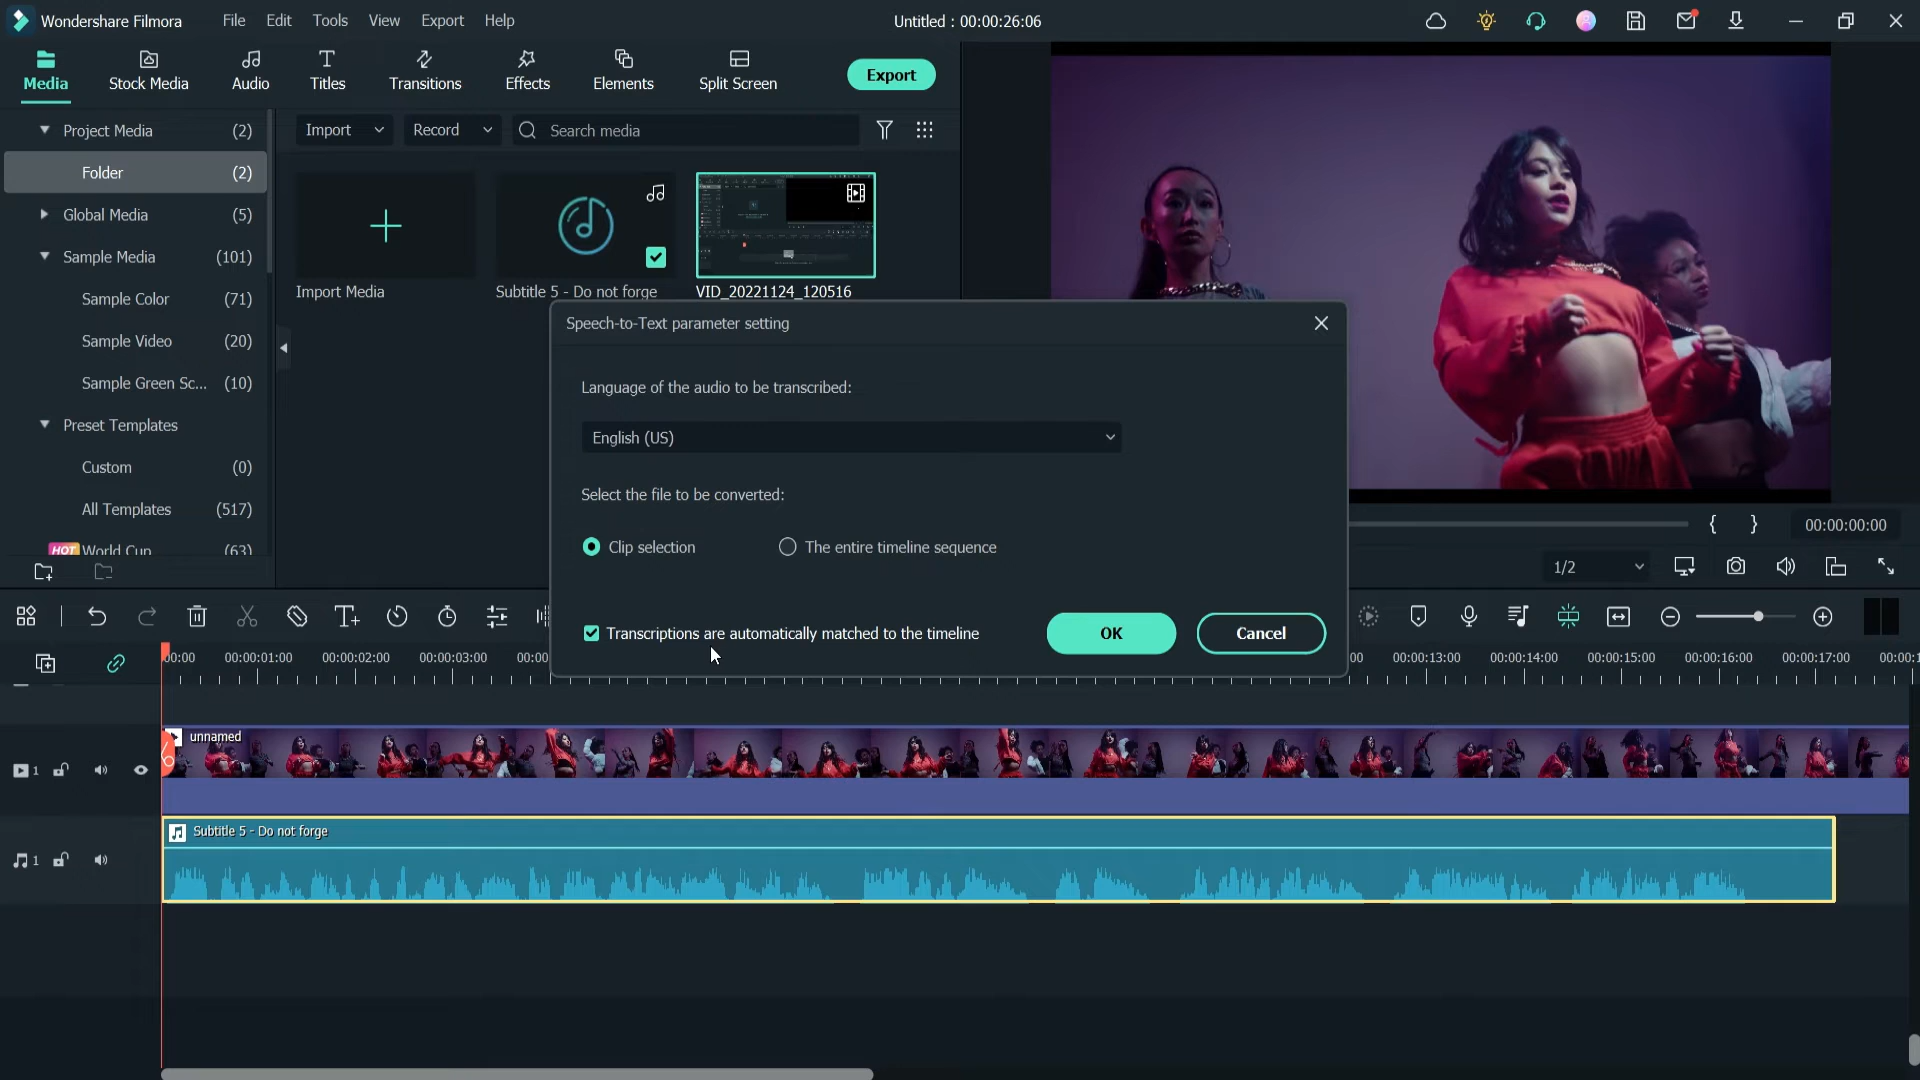 Wondershare Filmora
File Edit Tools View Export Help
Untitled : 00:00:26:06
Media
Stock Media
Audio
Titles
Transitions
Effects
Elements
Split Screen
Export
Project Media (2)
Folder (2)
Global Media (5)
Sample Media (101)
Sample Color (71)
Sample Video (20)
Sample Green Sc... (10)
Preset Templates
Custom (0)
All Templates (517)
HOT World Cup (63)
Import
Record
Search media
Import Media
Subtitle 5 - Do not forge
VID_20221124_120516
Speech-to-Text parameter setting
Language of the audio to be transcribed:
English (US)
Select the file to be converted:
Clip selection
The entire timeline sequence
Transcriptions are automatically matched to the timeline
OK
Cancel
{ }
00:00:00:00
1/2
00:00 00:00:01:00 00:00:02:00 00:00:03:00 00:00 00 00:00:13:00 00:00:14:00 00:00:15:00 00:00:16:00 00:00:17:00 00:00:1
unnamed
1
Subtitle 5 - Do not forge
1